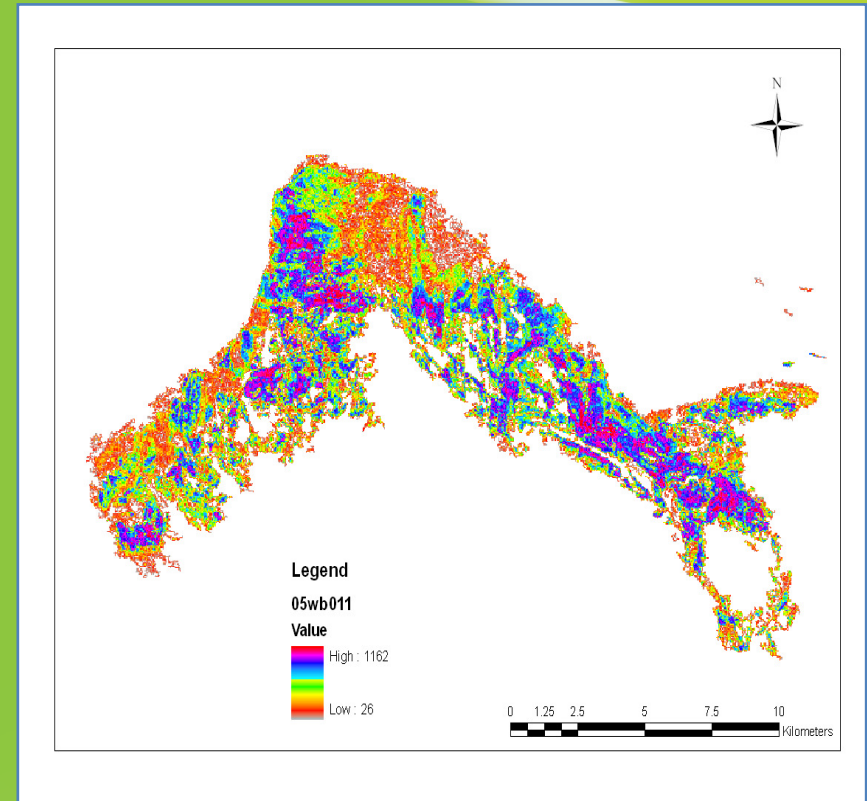 N
Legend
05wb011
Value
High : 1162
Low : 26
0 1.25 2.5 5 7.5 10
Kilometers